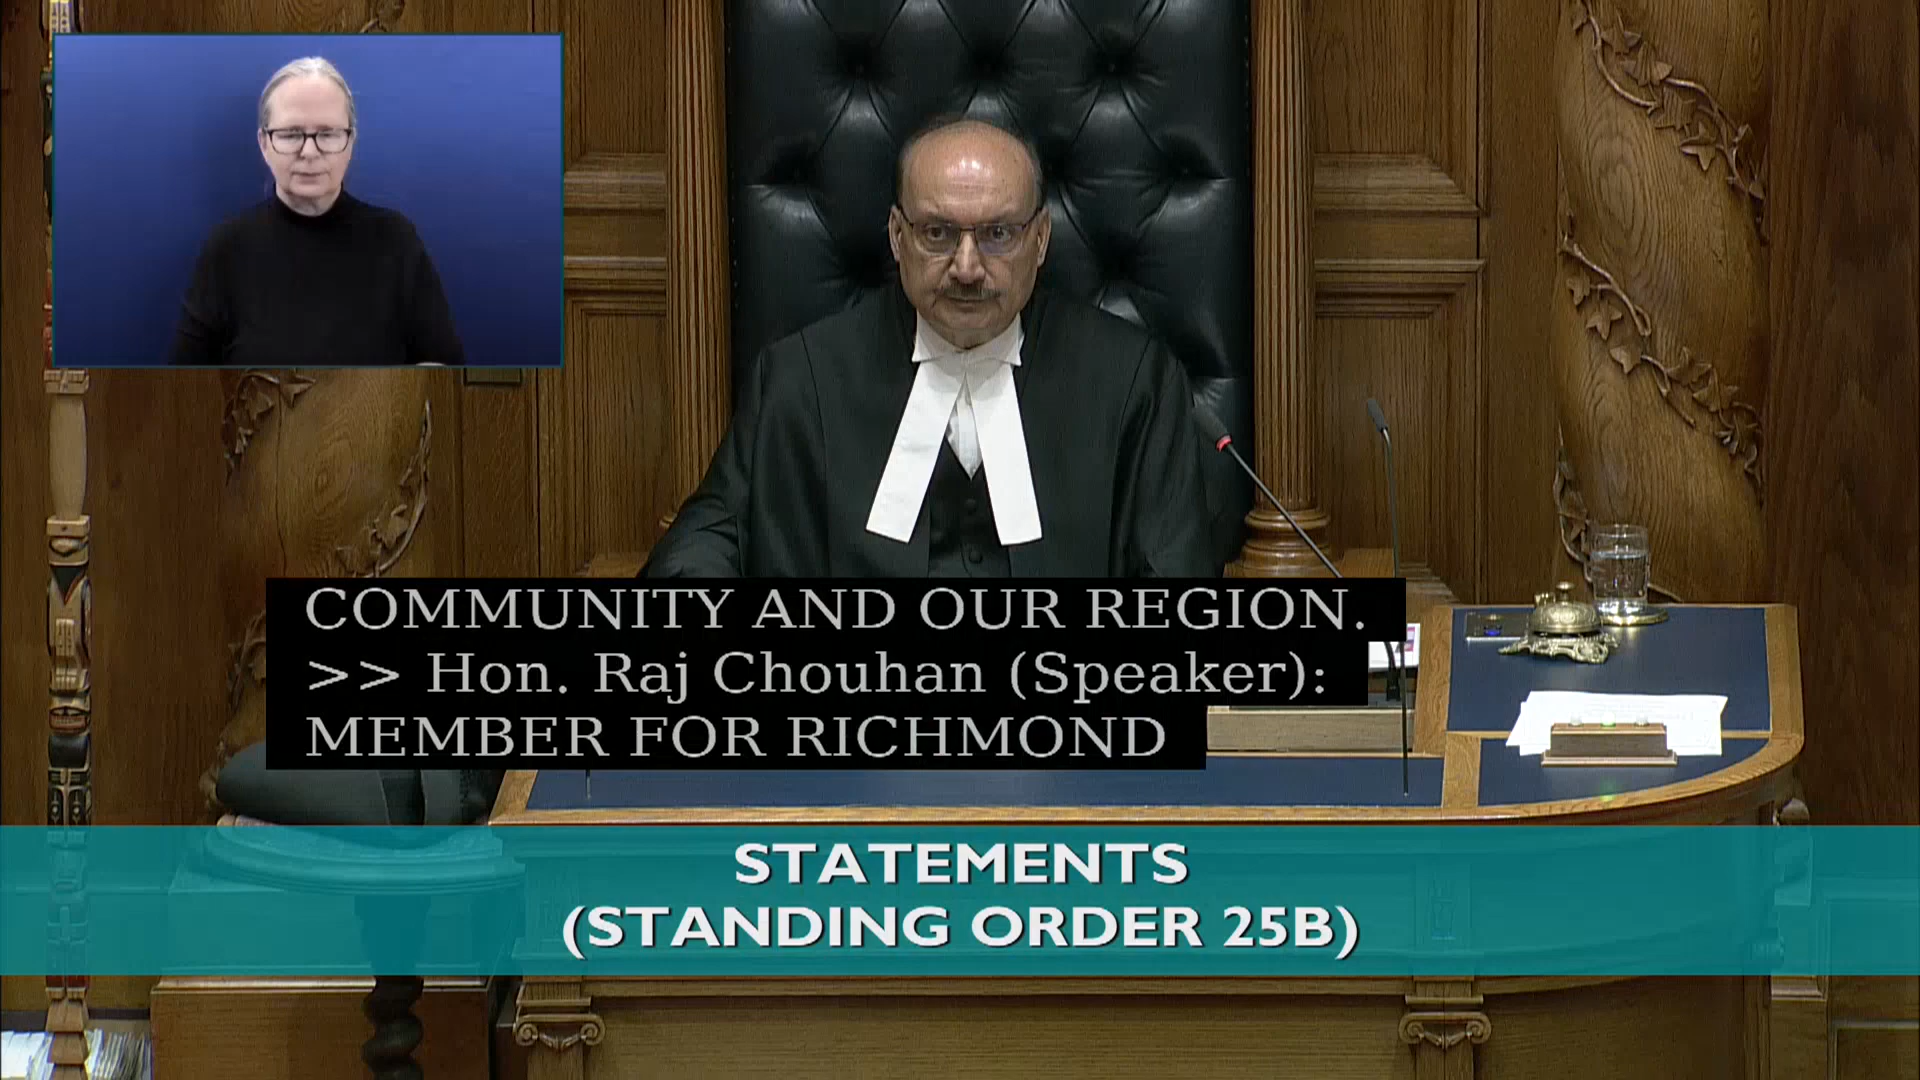 COMMUNITY AND OUR REGION.
>> Hon. Raj Chouhan (Speaker):
MEMBER FOR RICHMOND
STATEMENTS
(STANDING ORDER 25B)